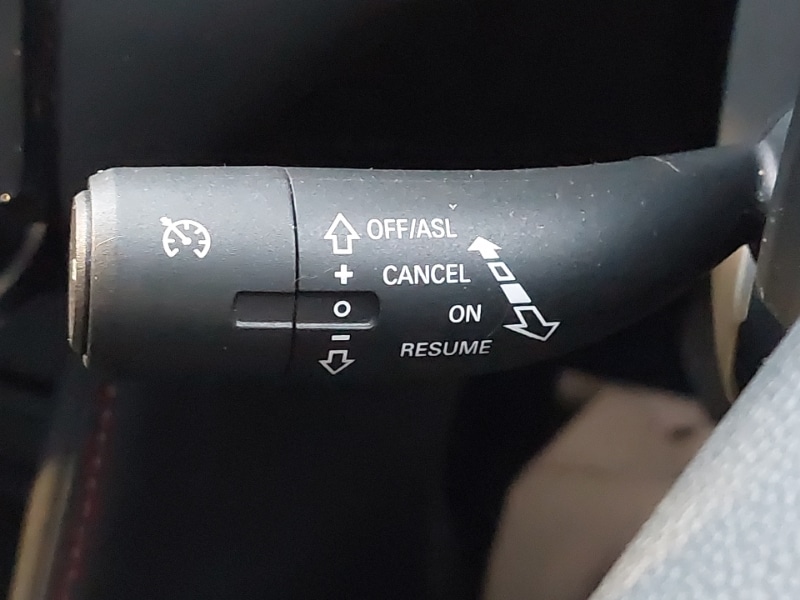 OFF/ASL
+ CANCEL
O ON
– RESUME